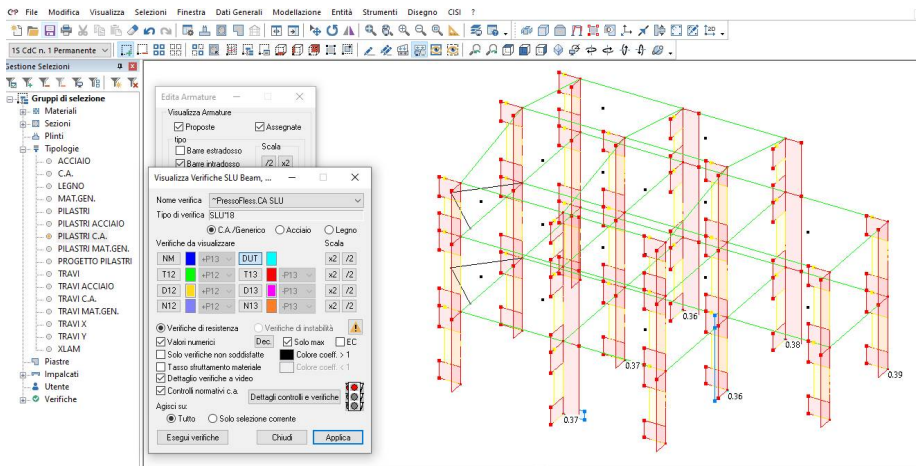 File Modifica Visualizza Selezioni Finestra Dati Generali Modellazione Entità Strumenti Disegno CISI ?
1S CdC n. 1 Permanente
Gestione Selezioni
Gruppi di selezione
Materiali
Sezioni
Plinti
Tipologie
ACCIAIO
C.A.
LEGNO
MAT.GEN.
PILASTRI
PILASTRI ACCIAIO
PILASTRI C.A.
PILASTRI MAT.GEN.
PROGETTO PILASTRI
TRAVI
TRAVI ACCIAIO
TRAVI C.A.
TRAVI MAT.GEN.
TRAVI X
TRAVI Y
XLAM
Piastre
Impalcati
Utente
Verifiche
Edita Armature
Visualizza Armature
Proposte Assegnate
tipo
Barre estradosso Scala
Barre intradosso /2 x2
Visualizza Verifiche SLU Beam, ...
Nome verifica ~PressoFless.CA SLU
Tipo di verifica SLU'18
C.A./Generico Acciaio Legno
Verifiche da visualizzare Scala
NM +P13 DUT x2 /2
T12 +P12 T13 -P13 x2 /2
D12 +P12 D13 -P13 x2 /2
N12 +P12 N13 -P13 x2 /2
Verifiche di resistenza Verifiche di instabilità
Valori numerici Dec. Solo max EC
Solo verifiche non soddisfatte Colore coeff. > 1
Tasso sfruttamento materiale Colore coeff. < 1
Dettaglio verifiche a video
Controlli normativi c.a. Dettagli controlli e verifiche
Agisci su:
Tutto Solo selezione corrente
Esegui verifiche Chiudi Applica
0.36
0.38
0.37
0.39
0.36
0.37